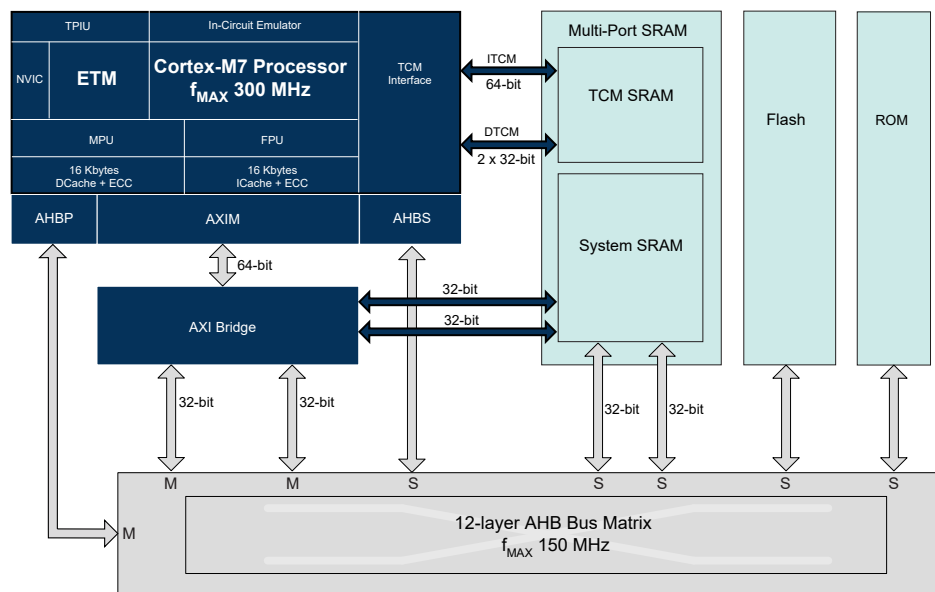 TPIU
In-Circuit Emulator
NVIC
ETM
Cortex-M7 Processor
fMAX 300 MHz
TCM
Interface
MPU
FPU
16 Kbytes
DCache + ECC
16 Kbytes
ICache + ECC
AHBP
AXIM
AHBS
ITCM
64-bit
DTCM
2 x 32-bit
Multi-Port SRAM
TCM SRAM
System SRAM
Flash
ROM
64-bit
AXI Bridge
32-bit
32-bit
32-bit
32-bit
32-bit
32-bit
M
M
S
S
S
S
S
M
12-layer AHB Bus Matrix
fMAX 150 MHz